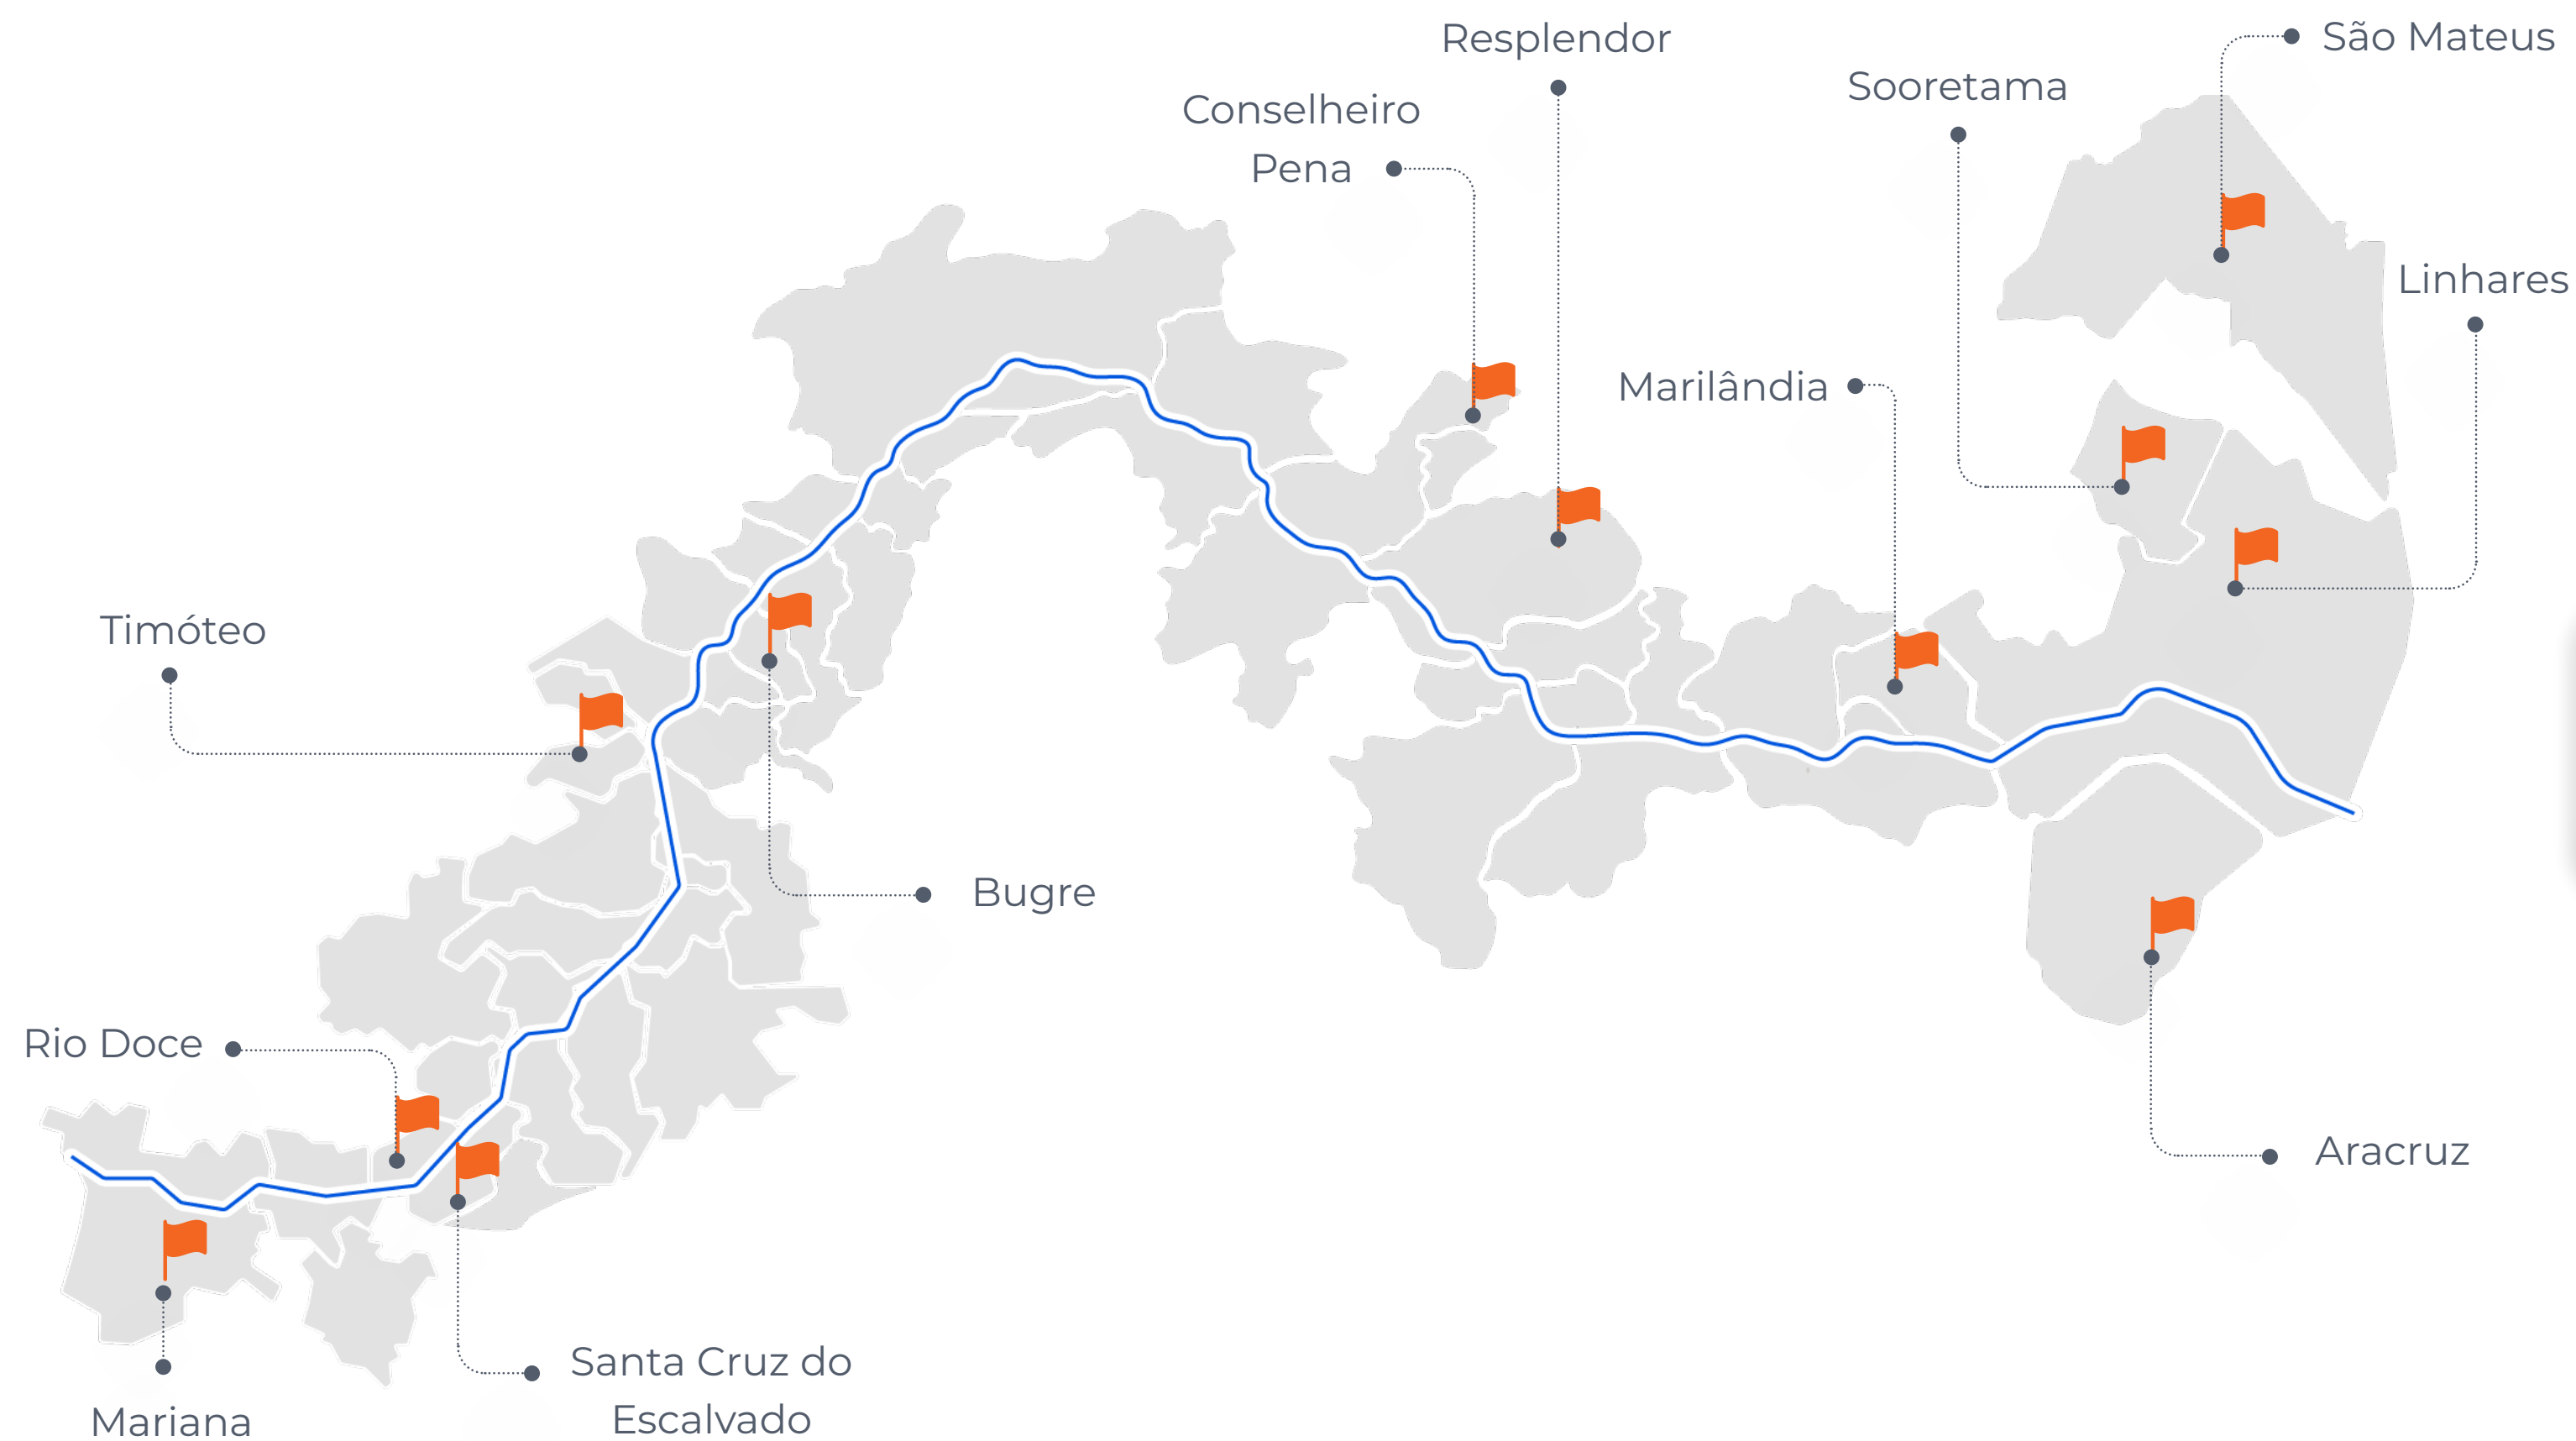 Resplendor
São Mateus
Sooretama
Conselheiro
Pena
Linhares
Marilândia
Timóteo
Bugre
Rio Doce
Aracruz
Santa Cruz do
Escalvado
Mariana